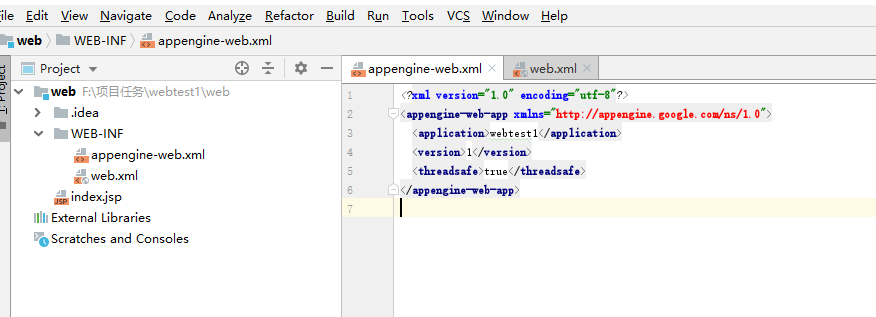 File Edit View Navigate Code Analyze Refactor Build Run Tools VCS Window Help
web WEB-INF appengine-web.xml
Project
appengine-web.xml web.xml
1: Project
web F:\项目任务\webtest1\web
.idea
WEB-INF
appengine-web.xml
web.xml
index.jsp
External Libraries
Scratches and Consoles
1 <?xml version="1.0" encoding="utf-8"?>
2 <appengine-web-app xmlns="http://appengine.google.com/ns/1.0">
3 <application>webtest1</application>
4 <version>1</version>
5 <threadsafe>true</threadsafe>
6 </appengine-web-app>
7